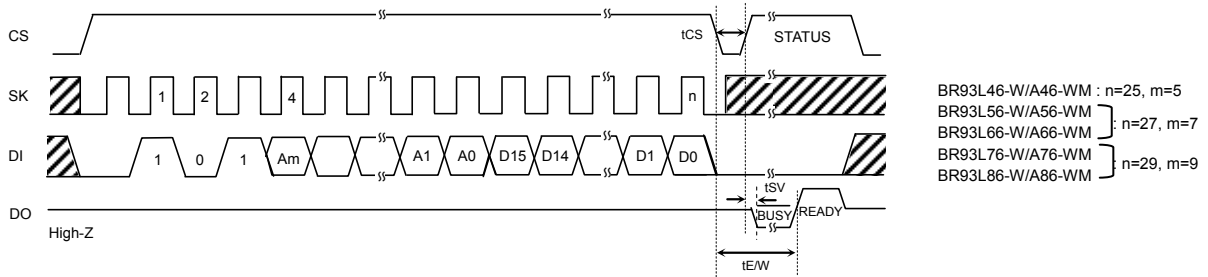 CS
tCS
STATUS
SK
1
2
4
n
BR93L46-W/A46-WM : n=25, m=5
BR93L56-W/A56-WM
BR93L66-W/A66-WM
: n=27, m=7
BR93L76-W/A76-WM
BR93L86-W/A86-WM
: n=29, m=9
DI
1
0
1
Am
A1
A0
D15
D14
D1
D0
tSV
DO
BUSY
READY
High-Z
tE/W